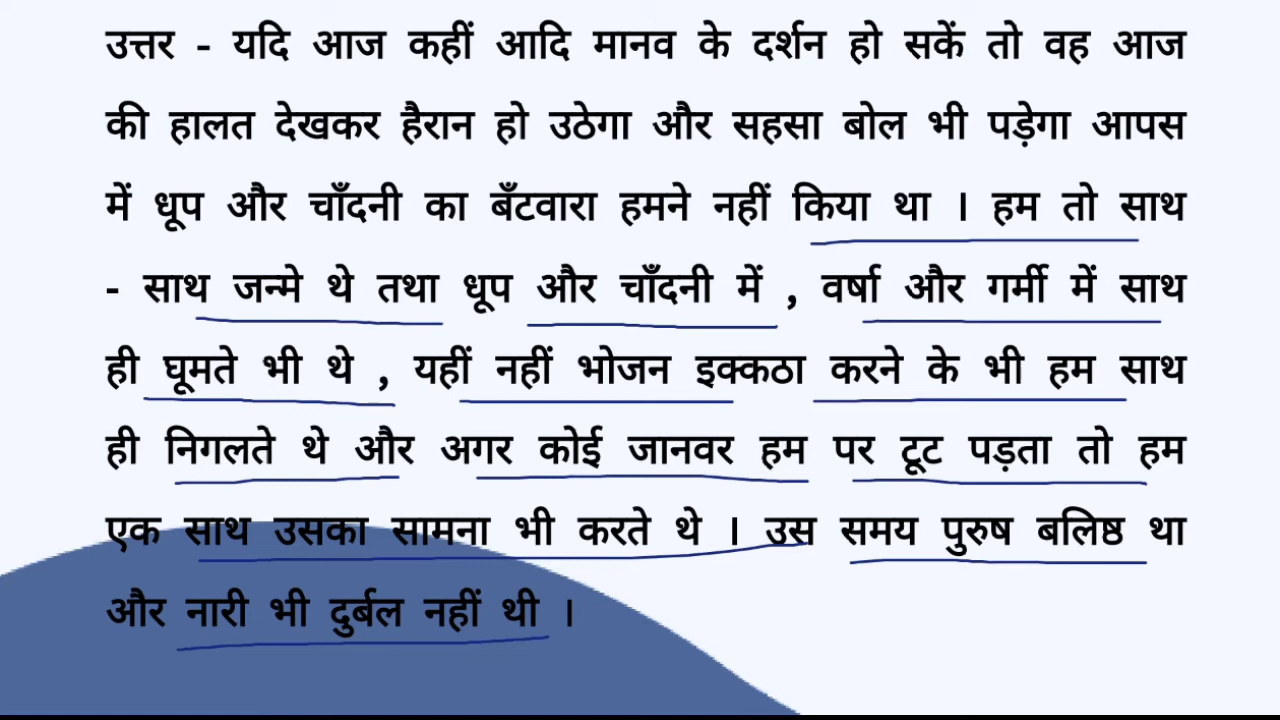 उत्तर - यदि आज कहीं आदि मानव के दर्शन हो सकें तो वह आज
की हालत देखकर हैरान हो उठेगा और सहसा बोल भी पड़ेगा आपस
में धूप और चाँदनी का बँटवारा हमने नहीं किया था । हम तो साथ
- साथ जन्मे थे तथा धूप और चाँदनी में , वर्षा और गर्मी में साथ
ही घूमते भी थे , यहीं नहीं भोजन इक्कठा करने के भी हम साथ
ही निगलते थे और अगर कोई जानवर हम पर टूट पड़ता तो हम
एक साथ उसका सामना भी करते थे । उस समय पुरुष बलिष्ठ था
और नारी भी दुर्बल नहीं थी ।